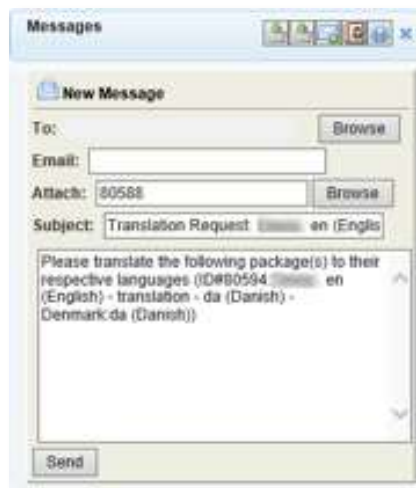 Messages
New Message
To: Browse
Email:
Attach: 80588 Browse
Subject: Translation Request en (Englis
Please translate the following package(s) to their
respective languages (ID#80594 en
(English) - translation - da (Danish) -
Denmark:da (Danish))
Send